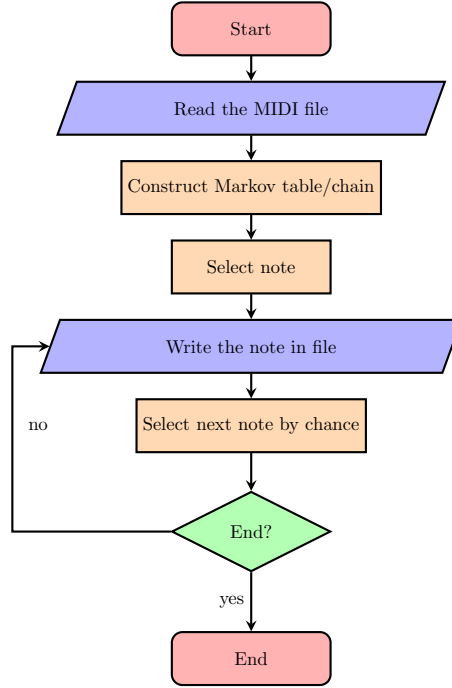 Start
Read the MIDI file
Construct Markov table/chain
Select note
Write the note in file
Select next note by chance
no
End?
yes
End